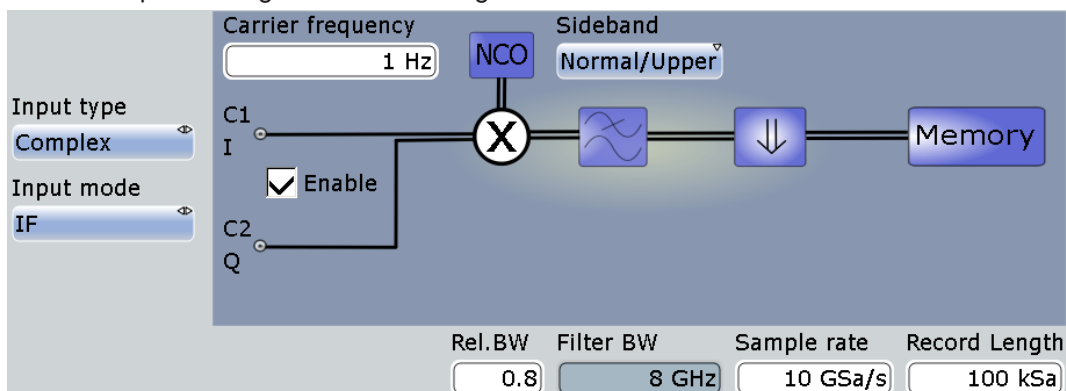 Carrier frequency
1 Hz
NCO
Sideband
Normal/Upper
Input type
Complex
Input mode
IF
C1
I
X
Enable
C2
Q
Memory
Rel.BW
0.8
Filter BW
8 GHz
Sample rate
10 GSa/s
Record Length
100 kSa